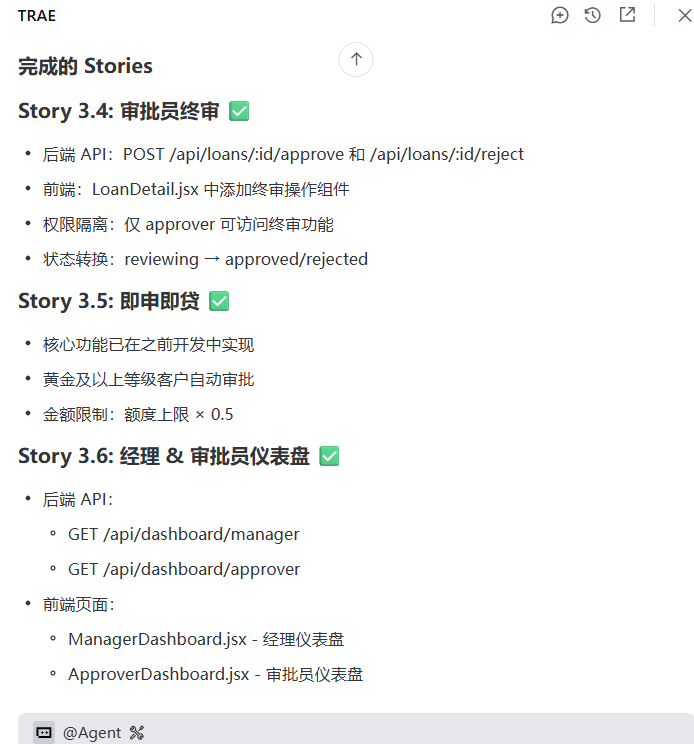 TRAE
完成的 Stories
Story 3.4: 审批员终审 ✅
• 后端 API：POST /api/loans/:id/approve 和 /api/loans/:id/reject
• 前端：LoanDetail.jsx 中添加终审操作组件
• 权限隔离：仅 approver 可访问终审功能
• 状态转换：reviewing → approved/rejected
Story 3.5: 即申即贷 ✅
• 核心功能已在之前开发中实现
• 黄金及以上等级客户自动审批
• 金额限制：额度上限 × 0.5
Story 3.6: 经理 & 审批员仪表盘 ✅
• 后端 API：
◦ GET /api/dashboard/manager
◦ GET /api/dashboard/approver
• 前端页面：
◦ ManagerDashboard.jsx - 经理仪表盘
◦ ApproverDashboard.jsx - 审批员仪表盘
@Agent